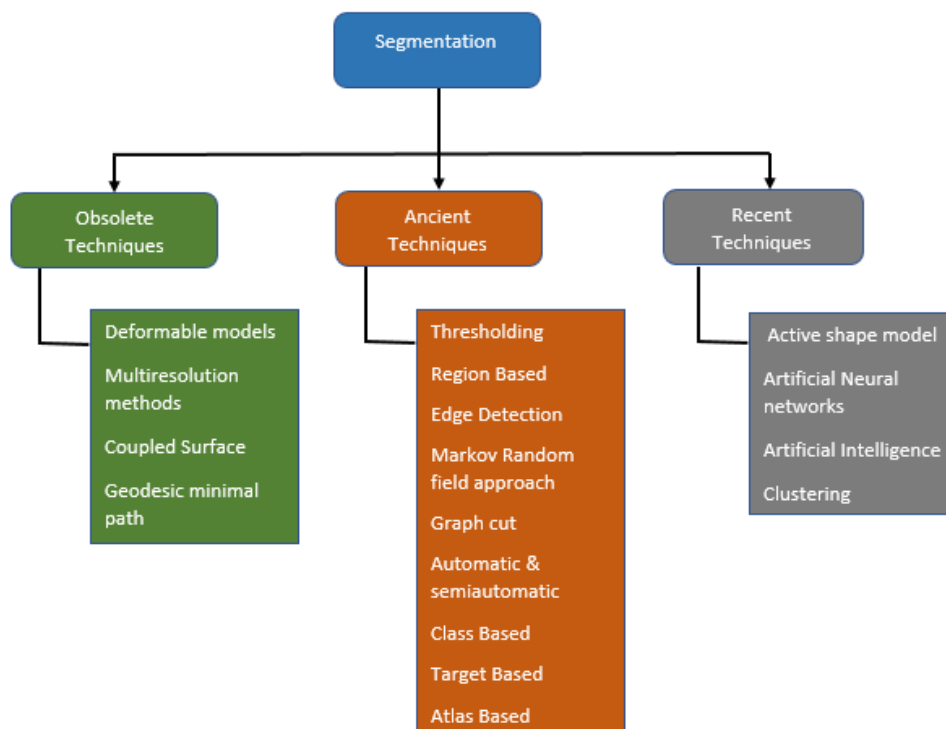 Segmentation
Obsolete
Techniques
Ancient
Techniques
Recent
Techniques
Deformable models
Multiresolution
methods
Coupled Surface
Geodesic minimal
path
Thresholding
Region Based
Edge Detection
Markov Random
field approach
Graph cut
Automatic &
semiautomatic
Class Based
Target Based
Atlas Based
Active shape model
Artificial Neural
networks
Artificial Intelligence
Clustering